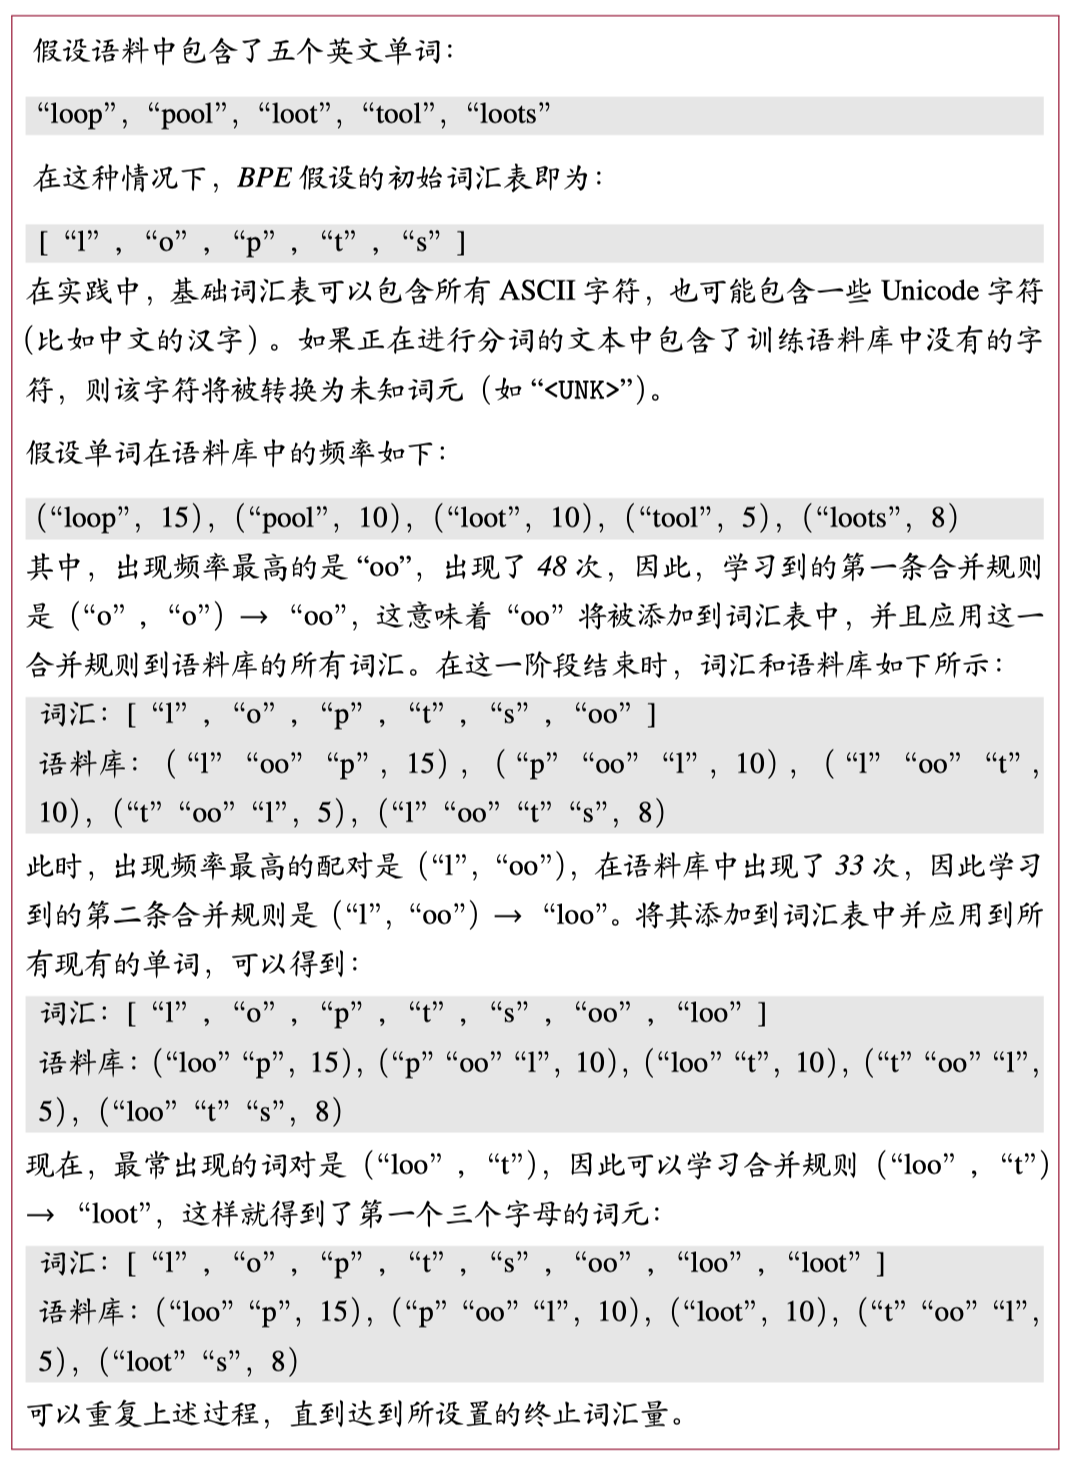 假设语料中包含了五个英文单词：
“loop”，“pool”，“loot”，“tool”，“loots”
在这种情况下，BPE 假设的初始词汇表即为：
[ “l” , “o” , “p” , “t” , “s” ]
在实践中，基础词汇表可以包含所有 ASCII 字符，也可能包含一些 Unicode 字符
（比如中文的汉字）。如果正在进行分词的文本中包含了训练语料库中没有的字
符，则该字符将被转换为未知词元（如 “<UNK>”）。
假设单词在语料库中的频率如下：
（“loop”，15），（“pool”，10），（“loot”，10），（“tool”，5），（“loots”，8）
其中，出现频率最高的是 “oo”，出现了 48 次，因此，学习到的第一条合并规则
是（“o” ， “o”）→ “oo”，这意味着 “oo” 将被添加到词汇表中，并且应用这一
合并规则到语料库的所有词汇。在这一阶段结束时，词汇和语料库如下所示：
词汇：[ “l” , “o” , “p” , “t” , “s” , “oo” ]
语料库：（ “l” “oo” “p” , 15），（ “p” “oo” “l” , 10），（ “l” “oo” “t” ,
10），（“t” “oo” “l”，5），（“l” “oo” “t” “s”，8）
此时，出现频率最高的配对是（“l”，“oo”），在语料库中出现了 33 次，因此学习
到的第二条合并规则是（“l”，“oo”）→ “loo”。将其添加到词汇表中并应用到所
有现有的单词，可以得到：
词汇：[ “l” , “o” , “p” , “t” , “s” , “oo” , “loo” ]
语料库：（“loo” “p”，15），（“p” “oo” “l”，10），（“loo” “t”，10），（“t” “oo” “l”，
5），（“loo” “t” “s”，8）
现在，最常出现的词对是（“loo” , “t”），因此可以学习合并规则（“loo” , “t”）
→ “loot”，这样就得到了第一个三个字母的词元：
词汇：[ “l” , “o” , “p” , “t” , “s” , “oo” , “loo” , “loot” ]
语料库：（“loo” “p”，15），（“p” “oo” “l”，10），（“loot”，10），（“t” “oo” “l”，
5），（“loot” “s”，8）
可以重复上述过程，直到达到所设置的终止词汇量。